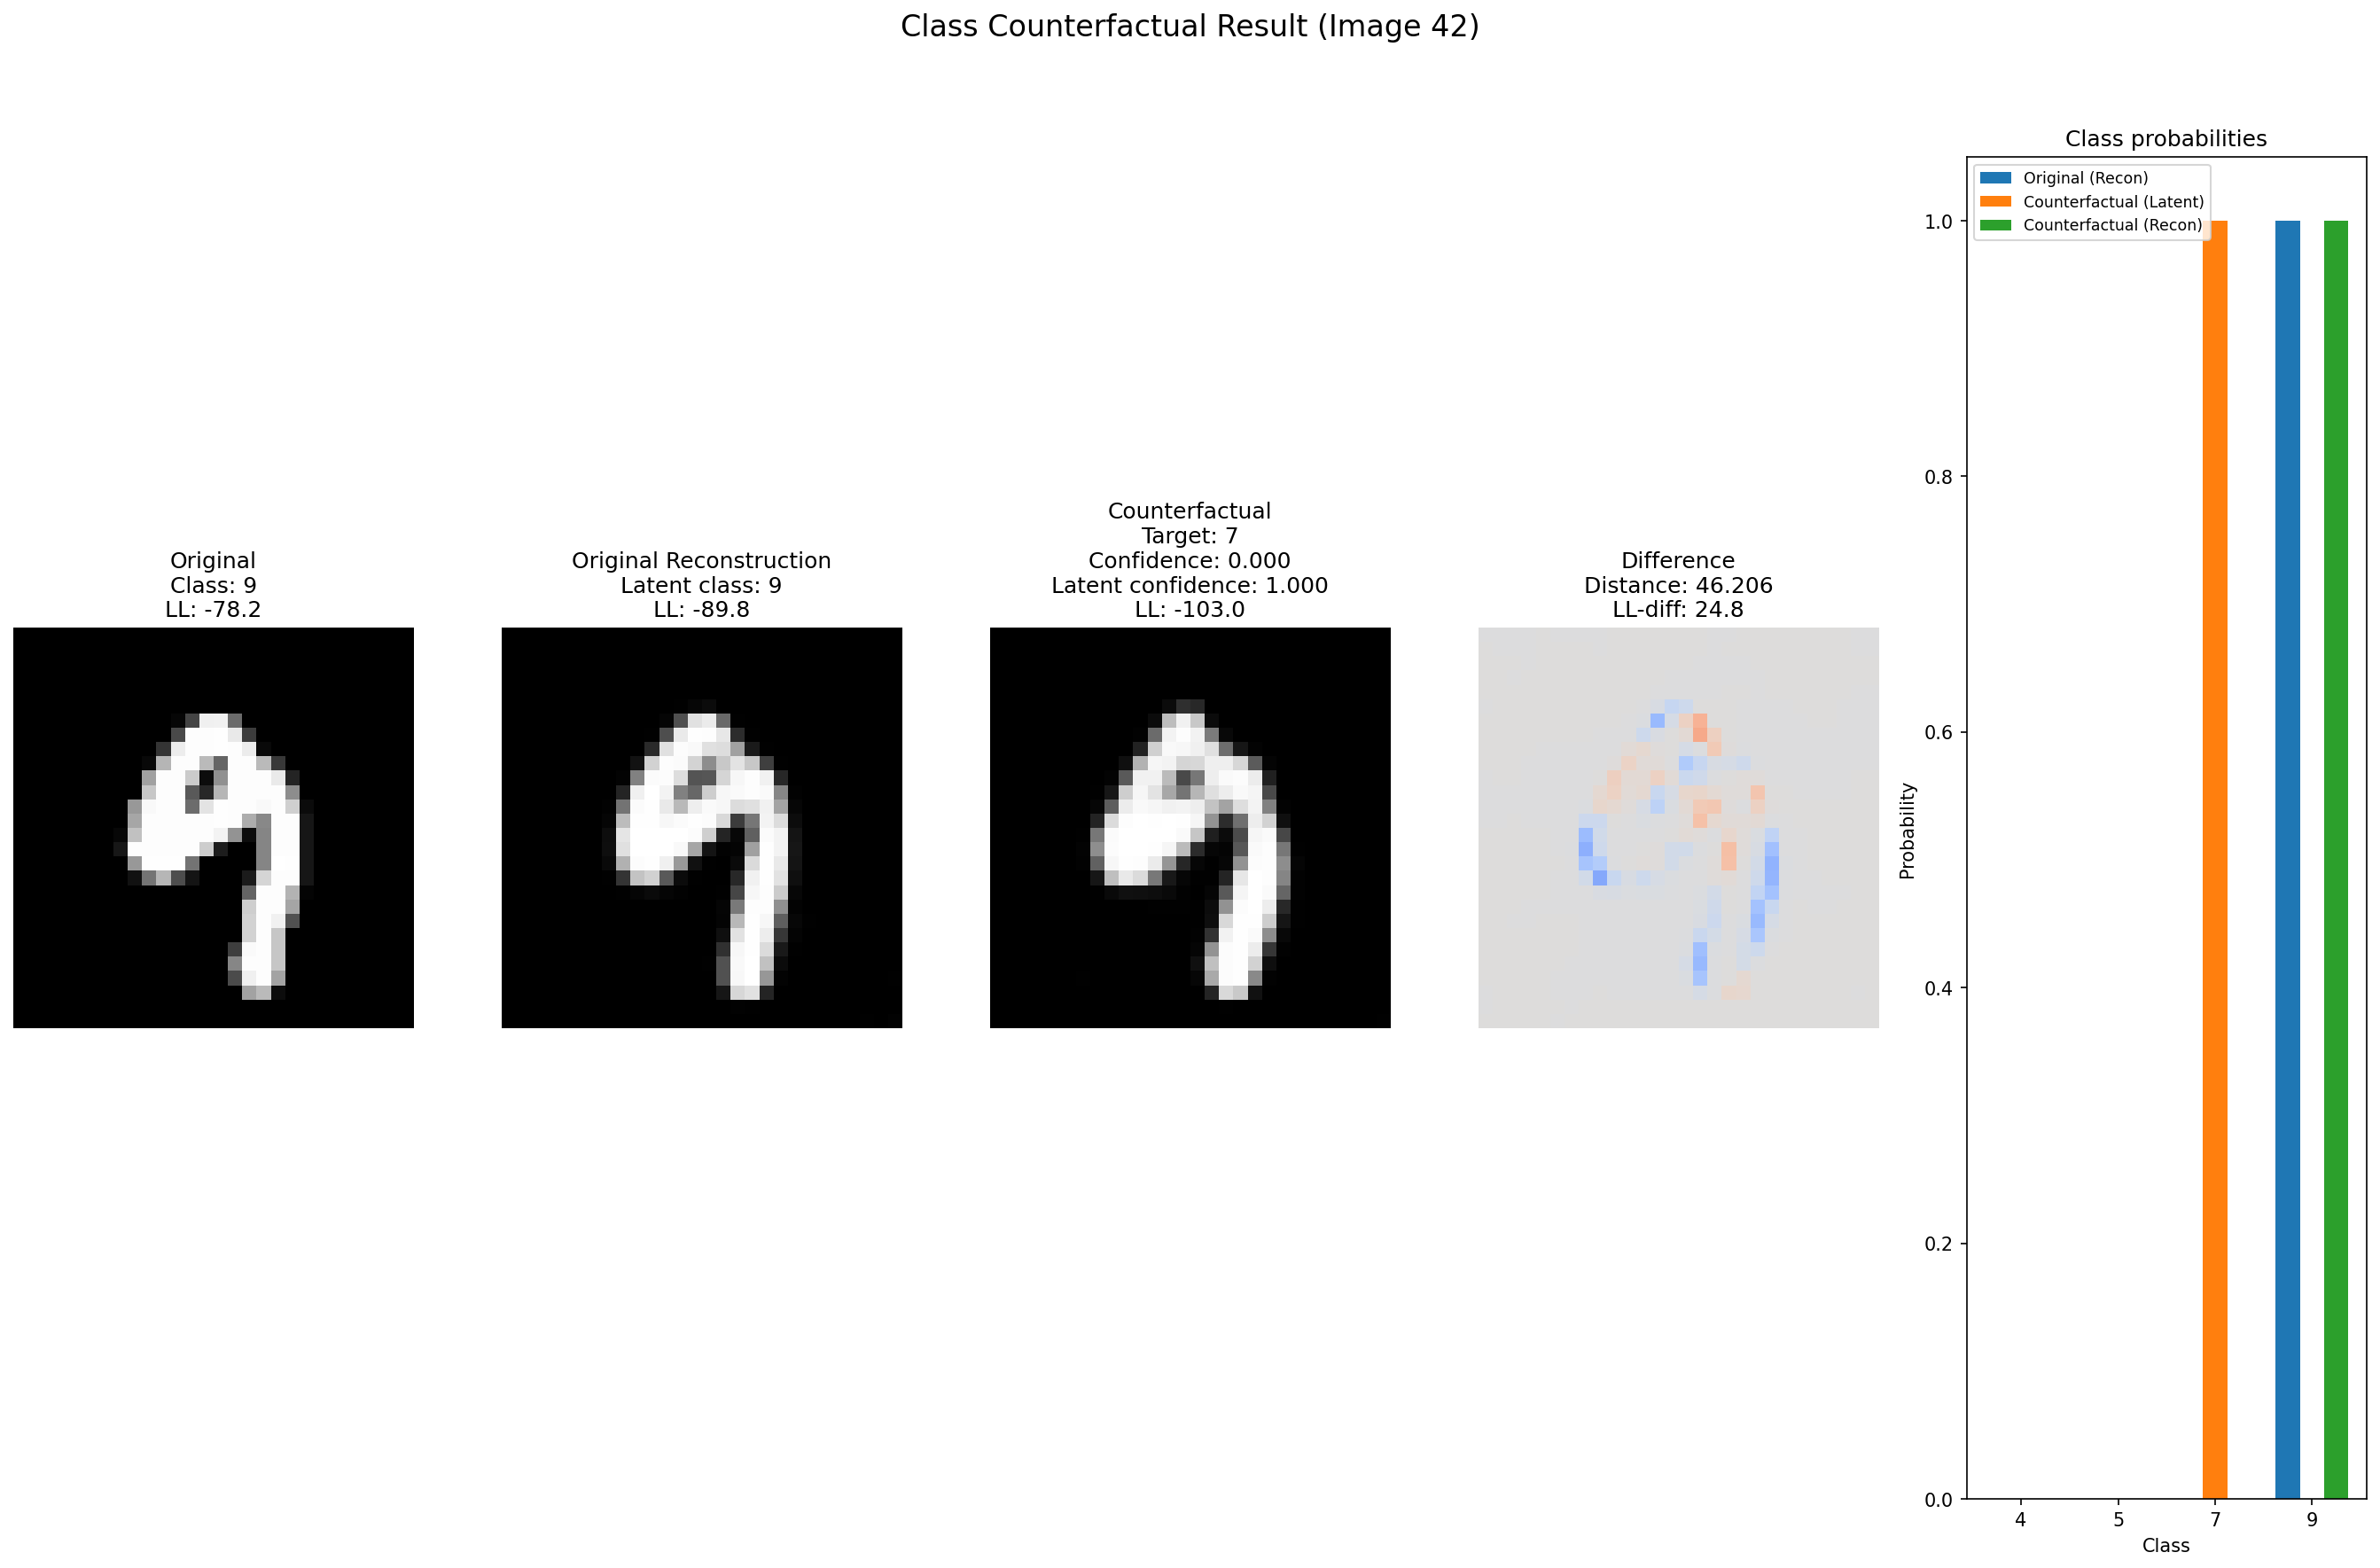 Class Counterfactual Result (Image 42)
Original
Class: 9
LL: -78.2
Original Reconstruction
Latent class: 9
LL: -89.8
Counterfactual
Target: 7
Confidence: 0.000
Latent confidence: 1.000
LL: -103.0
Difference
Distance: 46.206
LL-diff: 24.8
Class probabilities
Original (Recon)
Counterfactual (Latent)
Counterfactual (Recon)
1.0
0.8
0.6
0.4
0.2
0.0
Probability
4 5 7 9
Class